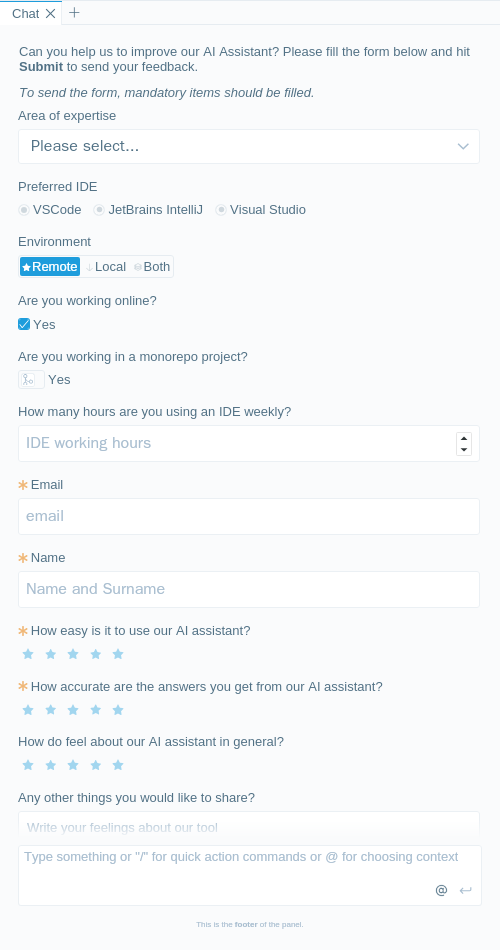 Chat
Can you help us to improve our AI Assistant? Please fill the form below and hit
Submit to send your feedback.
To send the form, mandatory items should be filled.
Area of expertise
Please select...
Preferred IDE
VSCode JetBrains IntelliJ Visual Studio
Environment
Remote Local Both
Are you working online?
Yes
Are you working in a monorepo project?
Yes
How many hours are you using an IDE weekly?
IDE working hours
Email
email
Name
Name and Surname
How easy is it to use our AI assistant?
How accurate are the answers you get from our AI assistant?
How do feel about our AI assistant in general?
Any other things you would like to share?
Write your feelings about our tool
Type something or "/" for quick action commands or @ for choosing context
@
This is the footer of the panel.